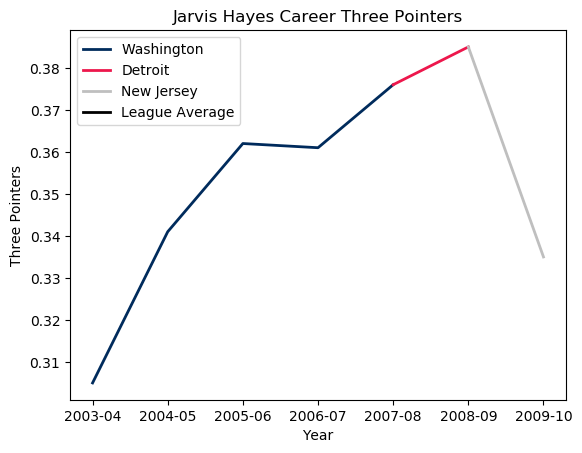 Jarvis Hayes Career Three Pointers
Washington
Detroit
New Jersey
League Average
Three Pointers
0.38
0.37
0.36
0.35
0.34
0.33
0.32
0.31
2003-04 2004-05 2005-06 2006-07 2007-08 2008-09 2009-10
Year